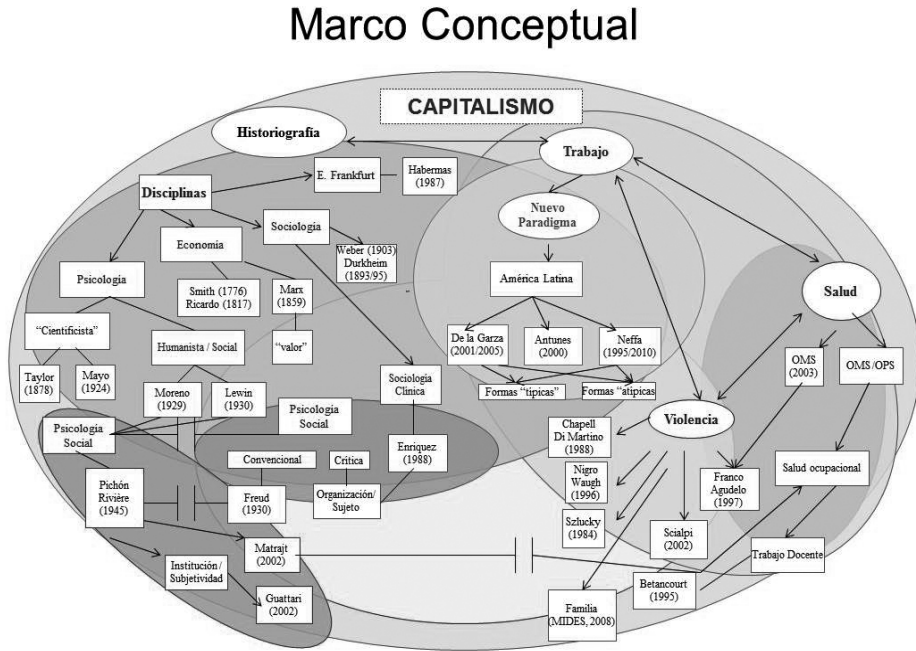 Marco Conceptual
CAPITALISMO
Historiografía
Trabajo
E. Frankfurt
Habermas
(1987)
Disciplinas
Nuevo
Paradigma
Sociología
Economía
Weber (1903)
Durkheim
(1893/95)
Psicología
América Latina
Salud
Smith (1776)
Ricardo (1817)
Marx
(1859)
"Cientificista"
Humanista / Social
"valor"
De la Garza
(2001/2005)
Antunes
(2000)
Neffa
(1995/2010)
OMS
(2003)
OMS/OPS
Taylor
(1878)
Mayo
(1924)
Sociología
Clínica
Formas "típicas"
Formas "atípicas
Moreno
(1929)
Lewin
(1930)
Psicología
Social
Psicología
Social
Violencia
Chapell
Di Martino
(1988)
Convencional
Crítica
Enriquez
(1988)
Salud ocupacional
Pichón
Rivière
(1945)
Freud
(1930)
Organización/
Sujeto
Nigro
Waugh
(1996)
Franco
Agudelo
(1997)
Szlucky
(1984)
Scialpi
(2002)
Matrajt
(2002)
Trabajo Docente
Institución /
Subjetividad
Betancourt
(1995)
Guattari
(2002)
Familia
(MIDES, 2008)